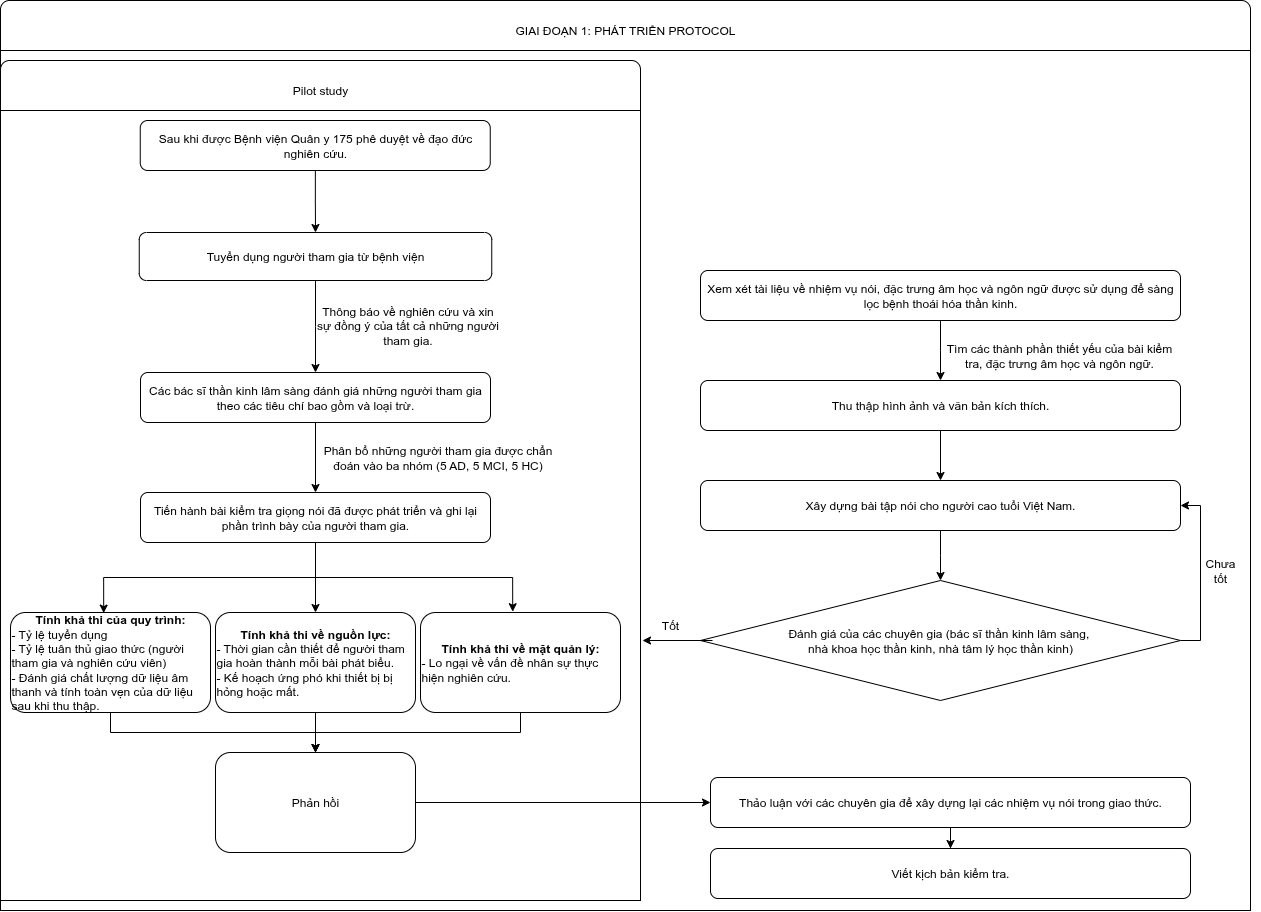 GIAI ĐOẠN 1: PHÁT TRIỂN PROTOCOL
Pilot study
Sau khi được Bệnh viện Quân y 175 phê duyệt về đạo đức
nghiên cứu.
Tuyển dụng người tham gia từ bệnh viện
Thông báo về nghiên cứu và xin
sự đồng ý của tất cả những người
tham gia.
Các bác sĩ thần kinh lâm sàng đánh giá những người tham gia
theo các tiêu chí bao gồm và loại trừ.
Phân bổ những người tham gia được chẩn
đoán vào ba nhóm (5 AD, 5 MCI, 5 HC)
Tiến hành bài kiểm tra giọng nói đã được phát triển và ghi lại
phần trình bày của người tham gia.
Tính khả thi của quy trình:
- Tỷ lệ tuyển dụng
- Tỷ lệ tuân thủ giao thức (người
tham gia và nghiên cứu viên)
- Đánh giá chất lượng dữ liệu âm
thanh và tính toàn vẹn của dữ liệu
sau khi thu thập.
Tính khả thi về nguồn lực:
- Thời gian cần thiết để người tham
gia hoàn thành mỗi bài phát biểu.
- Kế hoạch ứng phó khi thiết bị bị
hỏng hoặc mất.
Tính khả thi về mặt quản lý:
- Lo ngại về vấn đề nhân sự thực
hiện nghiên cứu.
Phản hồi
Xem xét tài liệu về nhiệm vụ nói, đặc trưng âm học và ngôn ngữ được sử dụng để sàng
lọc bệnh thoái hóa thần kinh.
Tìm các thành phần thiết yếu của bài kiểm
tra, đặc trưng âm học và ngôn ngữ.
Thu thập hình ảnh và văn bản kích thích.
Xây dựng bài tập nói cho người cao tuổi Việt Nam.
Chưa
tốt
Tốt
Đánh giá của các chuyên gia (bác sĩ thần kinh lâm sàng,
nhà khoa học thần kinh, nhà tâm lý học thần kinh)
Thảo luận với các chuyên gia để xây dựng lại các nhiệm vụ nói trong giao thức.
Viết kịch bản kiểm tra.